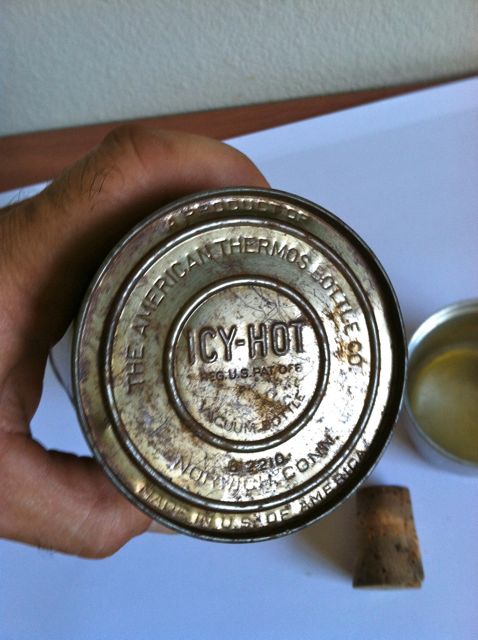 A PRODUCT OF
THE AMERICAN THERMOS BOTTLE CO
ICY-HOT
REG. U.S. PAT. OFF
VACUUM BOTTLE
NORWICH, CONN.
MADE IN U.S. OF AMERICA